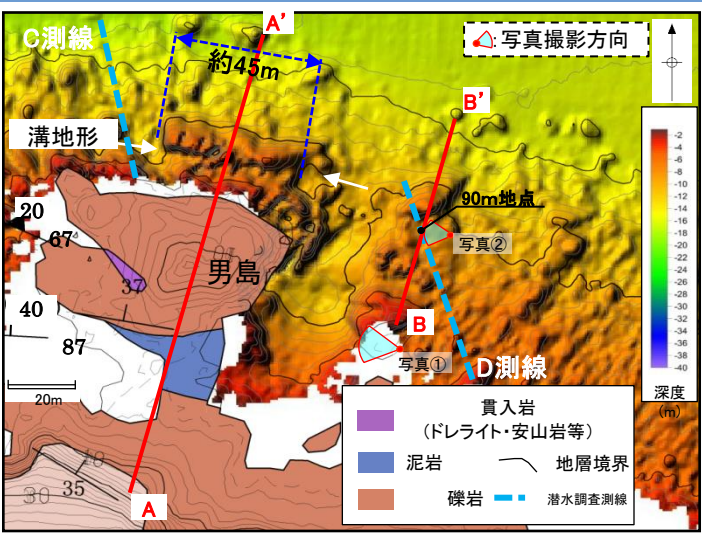 C測線
A’
約45m
:写真撮影方向
B’
溝地形
90m地点
20
67
写真②
男島
37
40
B
87
写真①
D測線
20m
A
35
30
-2
-4
-6
-8
-10
-12
-14
-16
-18
-20
-22
-24
-26
-28
-30
-32
-34
-36
-38
-40
深度
(m)
貫入岩
(ドレライト・安山岩等)
泥岩
地層境界
礫岩
潜水調査測線